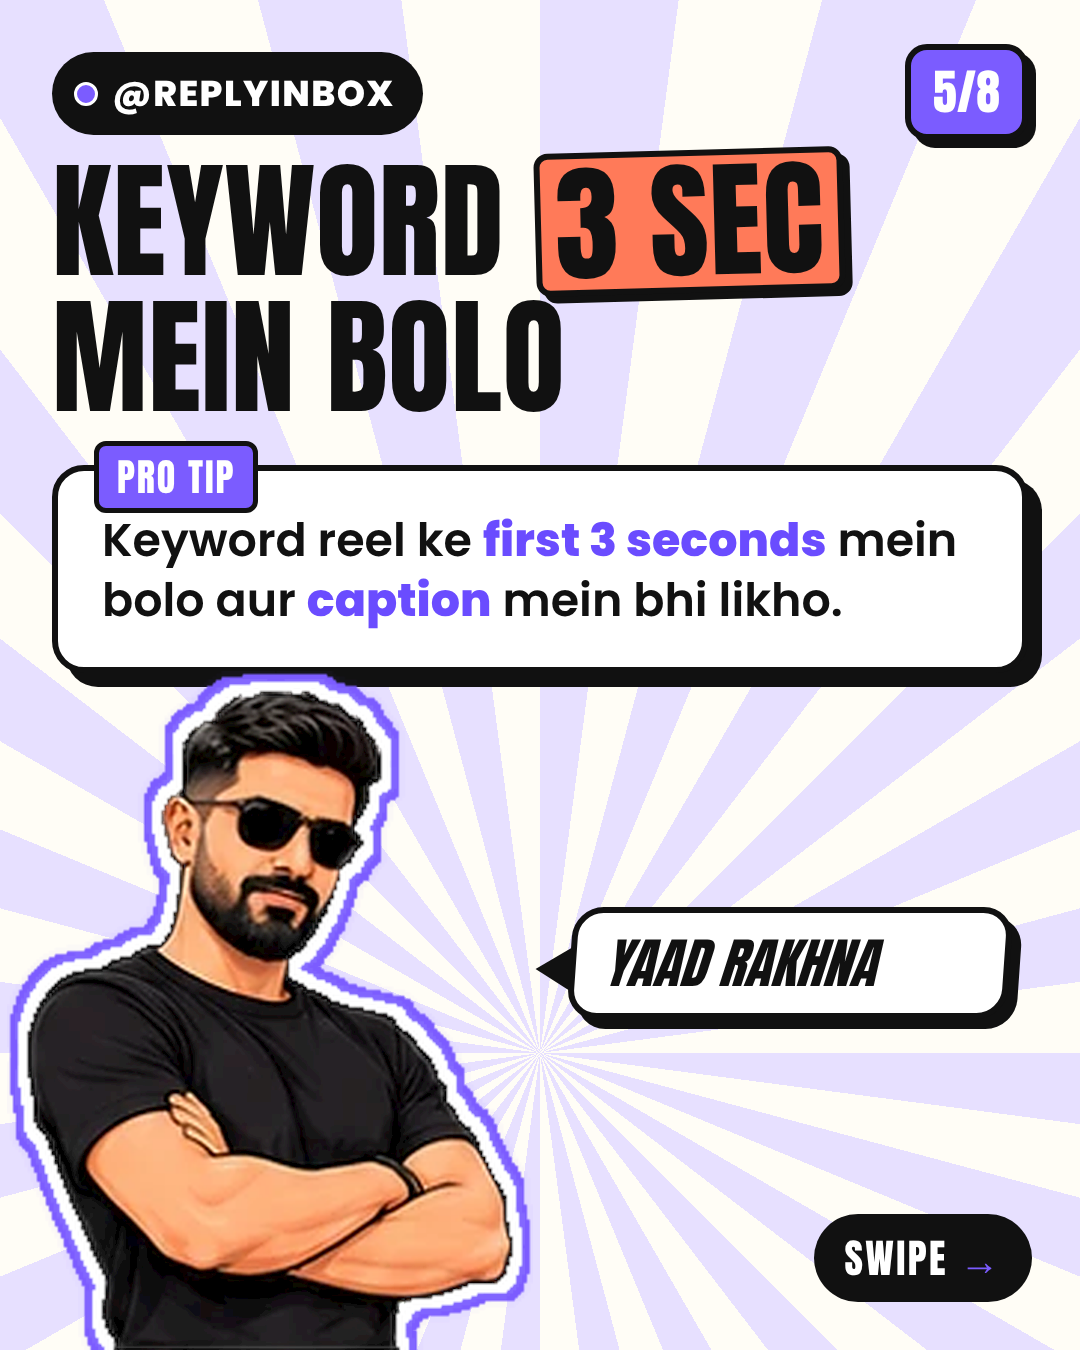 @REPLYINBOX
5/8
KEYWORD 3 SEC
MEIN BOLO
PRO TIP
Keyword reel ke first 3 seconds mein
bolo aur caption mein bhi likho.
YAAD RAKHNA
SWIPE →